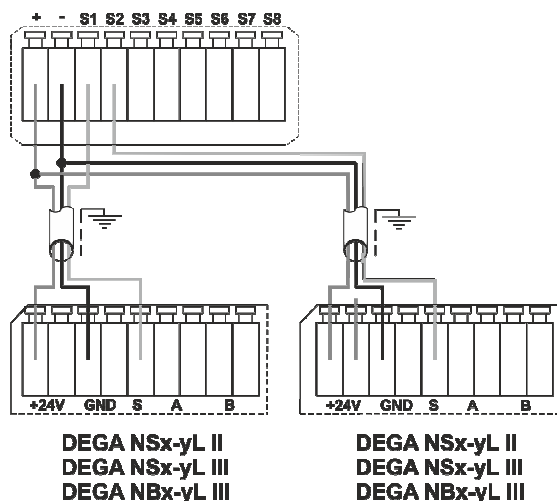 + - S1 S2 S3 S4 S5 S6 S7 S8
+24V GND S A B
+24V GND S A B
DEGA NSx-yL II
DEGA NSx-yL III
DEGA NBx-yL III
DEGA NSx-yL II
DEGA NSx-yL III
DEGA NBx-yL III